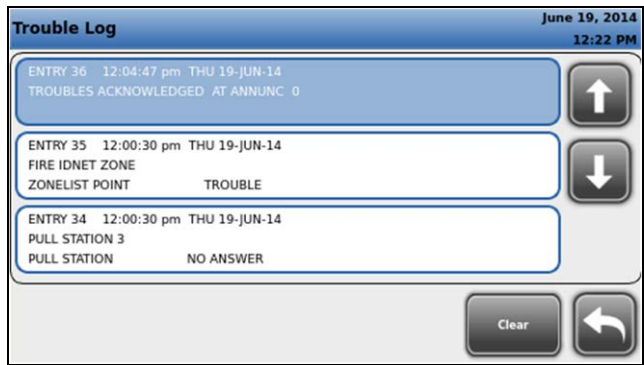 Trouble Log
June 19, 2014
12:22 PM
ENTRY 36 12:04:47 pm THU 19-JUN-14
TROUBLES ACKNOWLEDGED AT ANNUNC 0
ENTRY 35 12:00:30 pm THU 19-JUN-14
FIRE IDNET ZONE
ZONELIST POINT TROUBLE
ENTRY 34 12:00:30 pm THU 19-JUN-14
PULL STATION 3
PULL STATION NO ANSWER
Clear